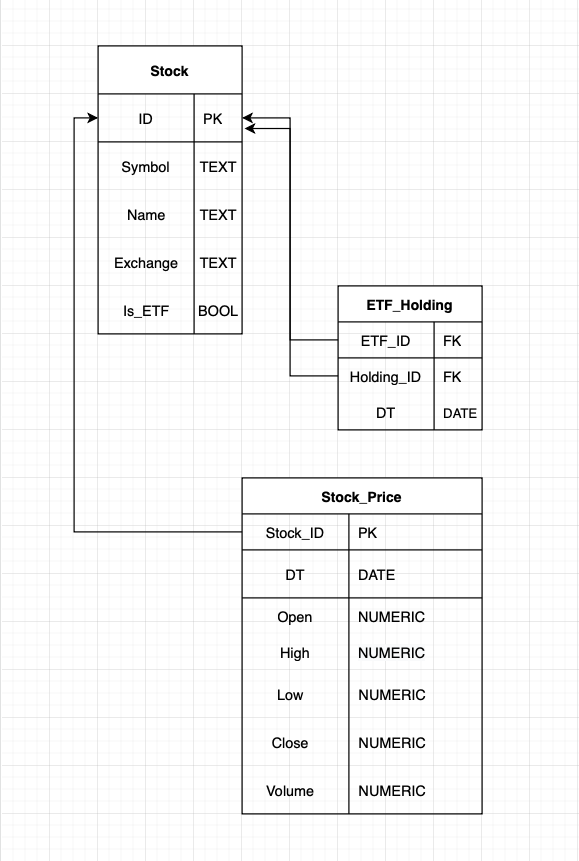 Stock
ID PK
Symbol TEXT
Name TEXT
Exchange TEXT
Is_ETF BOOL
ETF_Holding
ETF_ID FK
Holding_ID FK
DT DATE
Stock_Price
Stock_ID PK
DT DATE
Open NUMERIC
High NUMERIC
Low NUMERIC
Close NUMERIC
Volume NUMERIC